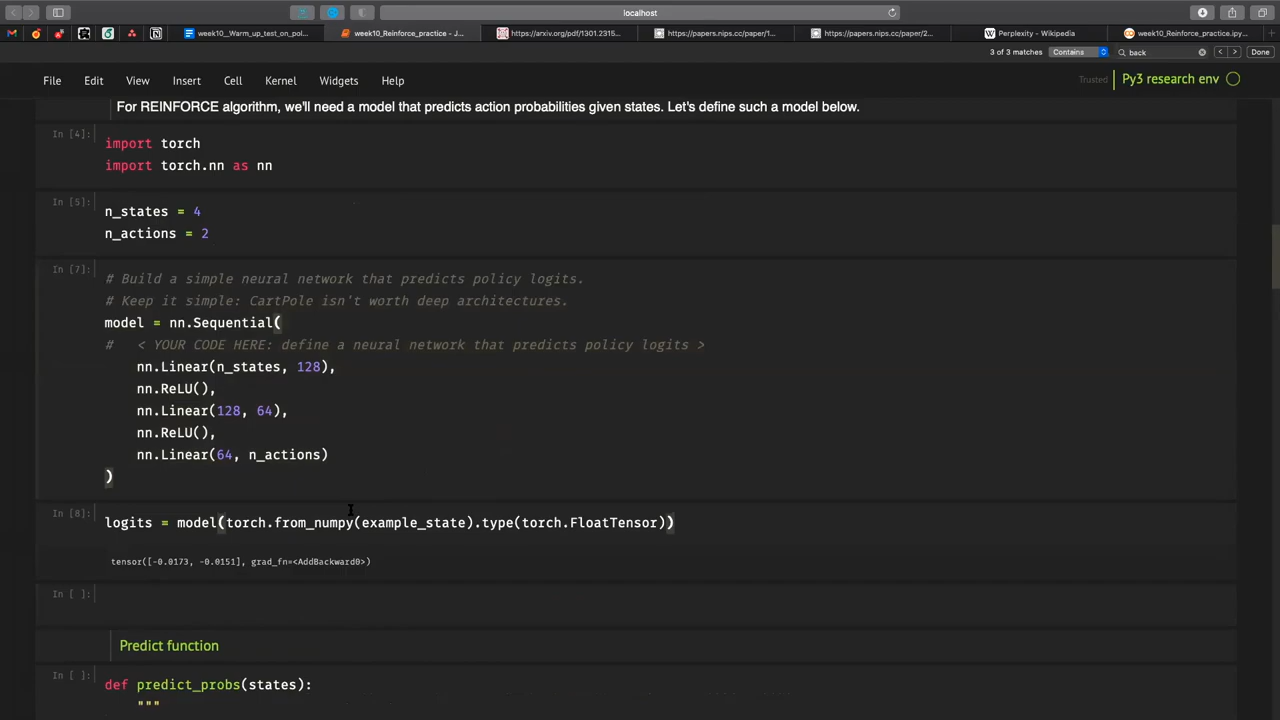 localhost
week10__Warm_up_test_on_pol...
week10_Reinforce_practice - J...
https://arxiv.org/pdf/1301.2315...
https://papers.nips.cc/paper/1...
https://papers.nips.cc/paper/2...
Perplexity - Wikipedia
week10_Reinforce_practice.ipy...
3 of 3 matches
Contains
back
Done
File Edit View Insert Cell Kernel Widgets Help
Trusted
Py3 research env
For REINFORCE algorithm, we'll need a model that predicts action probabilities given states. Let's define such a model below.
In [4]:
import torch
import torch.nn as nn
In [5]:
n_states = 4
n_actions = 2
In [7]:
# Build a simple neural network that predicts policy logits.
# Keep it simple: CartPole isn't worth deep architectures.
model = nn.Sequential(
#   < YOUR CODE HERE: define a neural network that predicts policy logits >
nn.Linear(n_states, 128),
nn.ReLU(),
nn.Linear(128, 64),
nn.ReLU(),
nn.Linear(64, n_actions)
)
In [8]:
logits = model(torch.from_numpy(example_state).type(torch.FloatTensor))
tensor([-0.0173, -0.0151], grad_fn=<AddBackward0>)
In [ ]:
Predict function
In [ ]:
def predict_probs(states):
"""